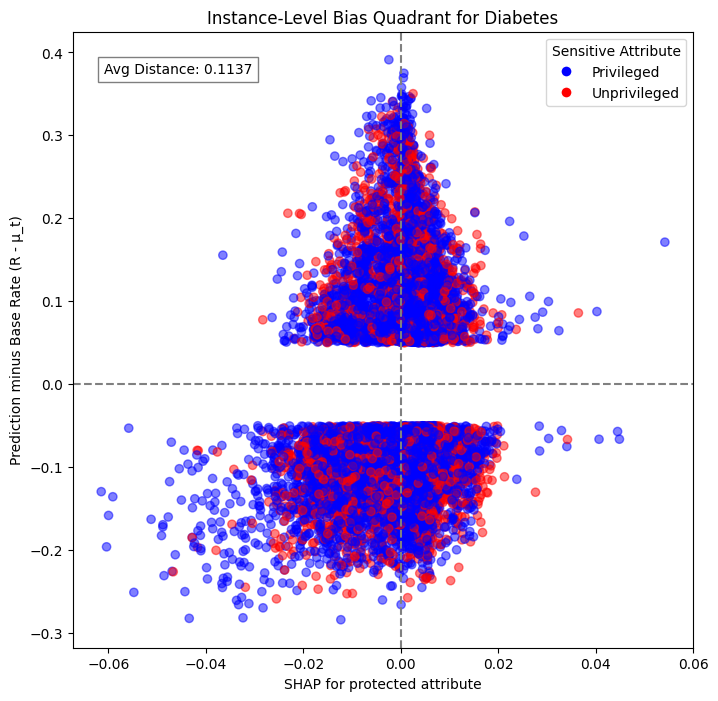 Instance-Level Bias Quadrant for Diabetes
Avg Distance: 0.1137
Sensitive Attribute
Privileged
Unprivileged
Prediction minus Base Rate (R - μ_t)
0.4
0.3
0.2
0.1
0.0
−0.1
−0.2
−0.3
−0.06
−0.04
−0.02
0.00
0.02
0.04
0.06
SHAP for protected attribute